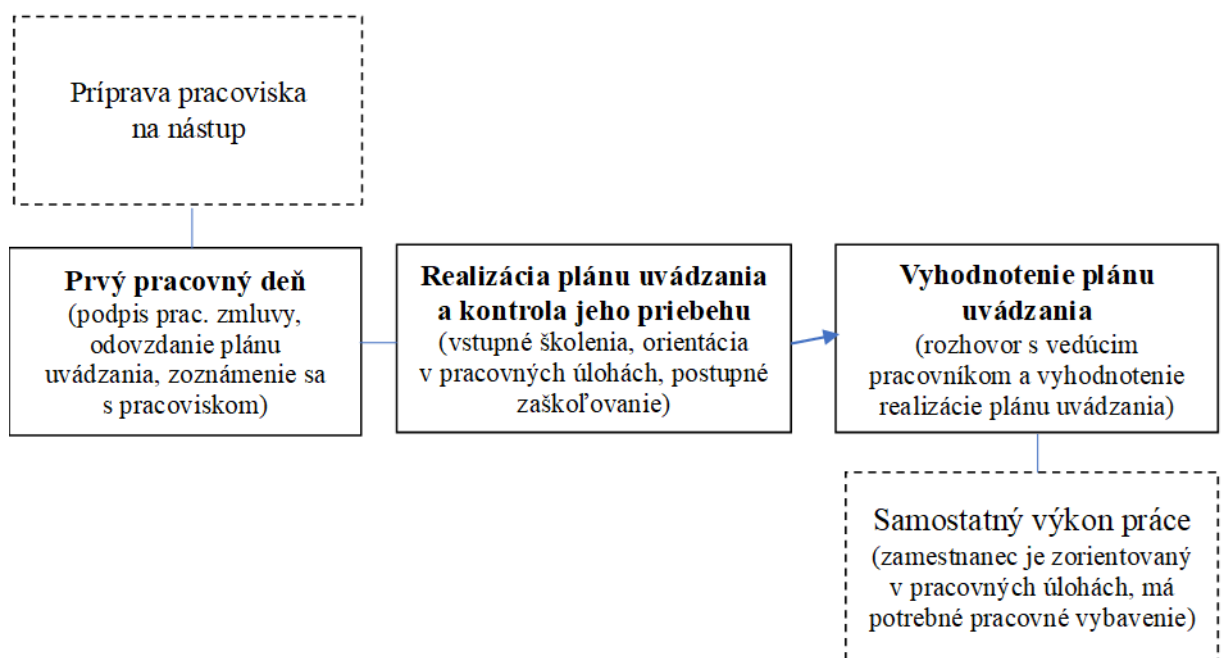 Príprava pracoviska
na nástup
Prvý pracovný deň
(podpis prac. zmluvy,
odovzdanie plánu
uvádzania, zoznámenie sa
s pracoviskom)
Realizácia plánu uvádzania
a kontrola jeho priebehu
(vstupné školenia, orientácia
v pracovných úlohách, postupné
zaškoľovanie)
Vyhodnotenie plánu
uvádzania
(rozhovor s vedúcim
pracovníkom a vyhodnotenie
realizácie plánu uvádzania)
Samostatný výkon práce
(zamestnanec je zorientovaný
v pracovných úlohách, má
potrebné pracovné vybavenie)